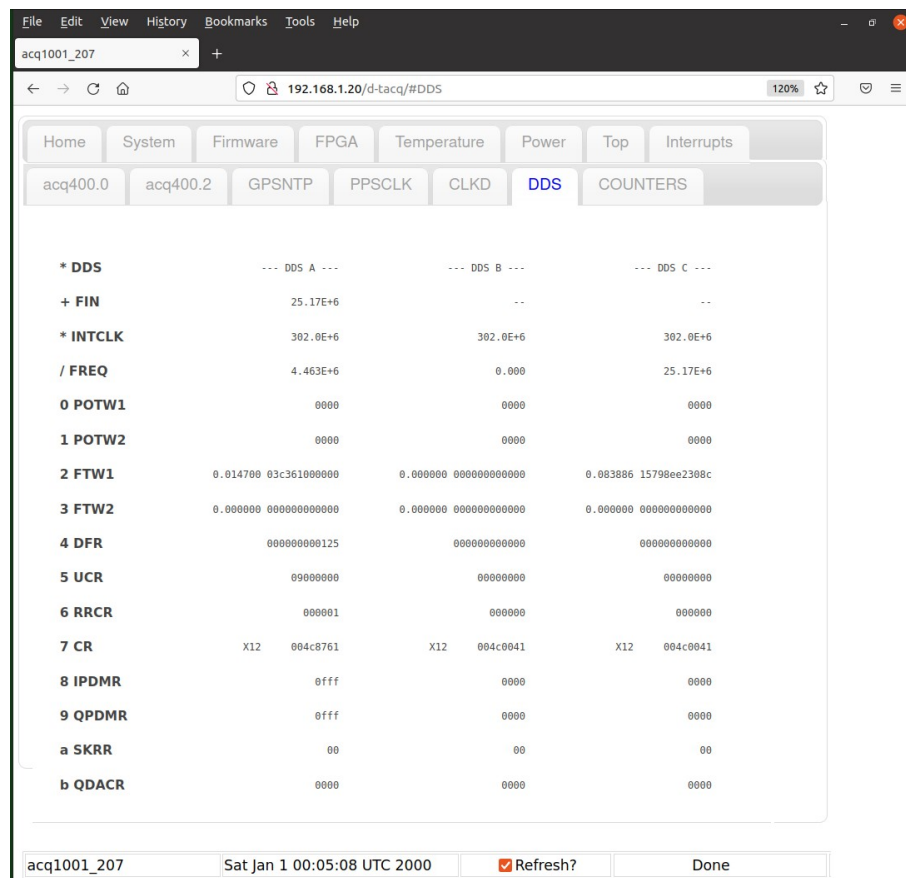 File Edit View History Bookmarks Tools Help
acq1001_207
192.168.1.20/d-tacq/#DDS 120%
Home System Firmware FPGA Temperature Power Top Interrupts
acq400.0 acq400.2 GPSNTP PPSCLK CLKD DDS COUNTERS
* DDS --- DDS A --- --- DDS B --- --- DDS C ---
+ FIN 25.17E+6 -- --
* INTCLK 302.0E+6 302.0E+6 302.0E+6
/ FREQ 4.463E+6 0.000 25.17E+6
0 POTW1 0000 0000 0000
1 POTW2 0000 0000 0000
2 FTW1 0.014700 03c361000000 0.000000 000000000000 0.083886 15798ee2308c
3 FTW2 0.000000 000000000000 0.000000 000000000000 0.000000 000000000000
4 DFR 000000000125 000000000000 000000000000
5 UCR 09000000 00000000 00000000
6 RRCR 000001 000000 000000
7 CR X12 004c8761 X12 004c0041 X12 004c0041
8 IPDMR 0fff 0000 0000
9 QPDMR 0fff 0000 0000
a SKRR 00 00 00
b QDACR 0000 0000 0000
acq1001_207 Sat Jan 1 00:05:08 UTC 2000 Refresh? Done